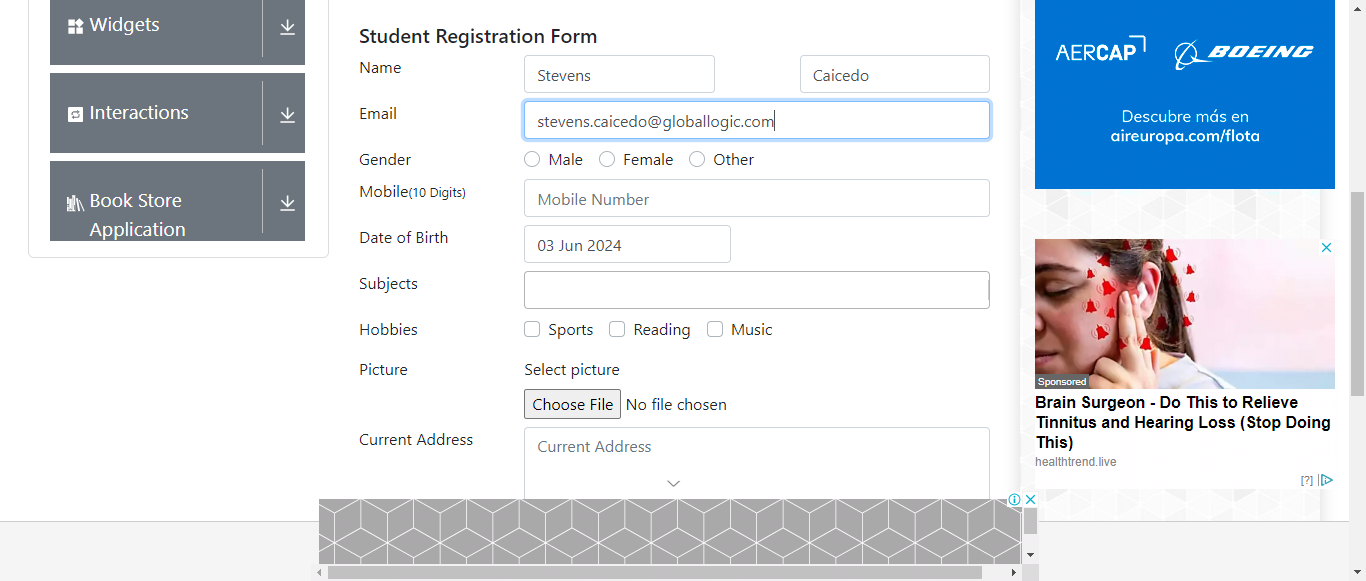 Widgets
Interactions
Book Store
Application
Student Registration Form
Name
Stevens
Caicedo
Email
stevens.caicedo@globallogic.com
Gender
Male
Female
Other
Mobile(10 Digits)
Mobile Number
Date of Birth
03 Jun 2024
Subjects
Hobbies
Sports
Reading
Music
Picture
Select picture
Choose File
No file chosen
Current Address
Current Address
AERCAP
BOEING
Descubre más en
aireuropa.com/flota
Sponsored
Brain Surgeon - Do This to Relieve
Tinnitus and Hearing Loss (Stop Doing
This)
healthtrend.live
[?]